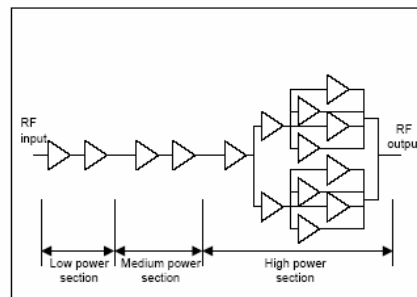 RF
input
RF
output
Low power
section
Medium power
section
High power
section